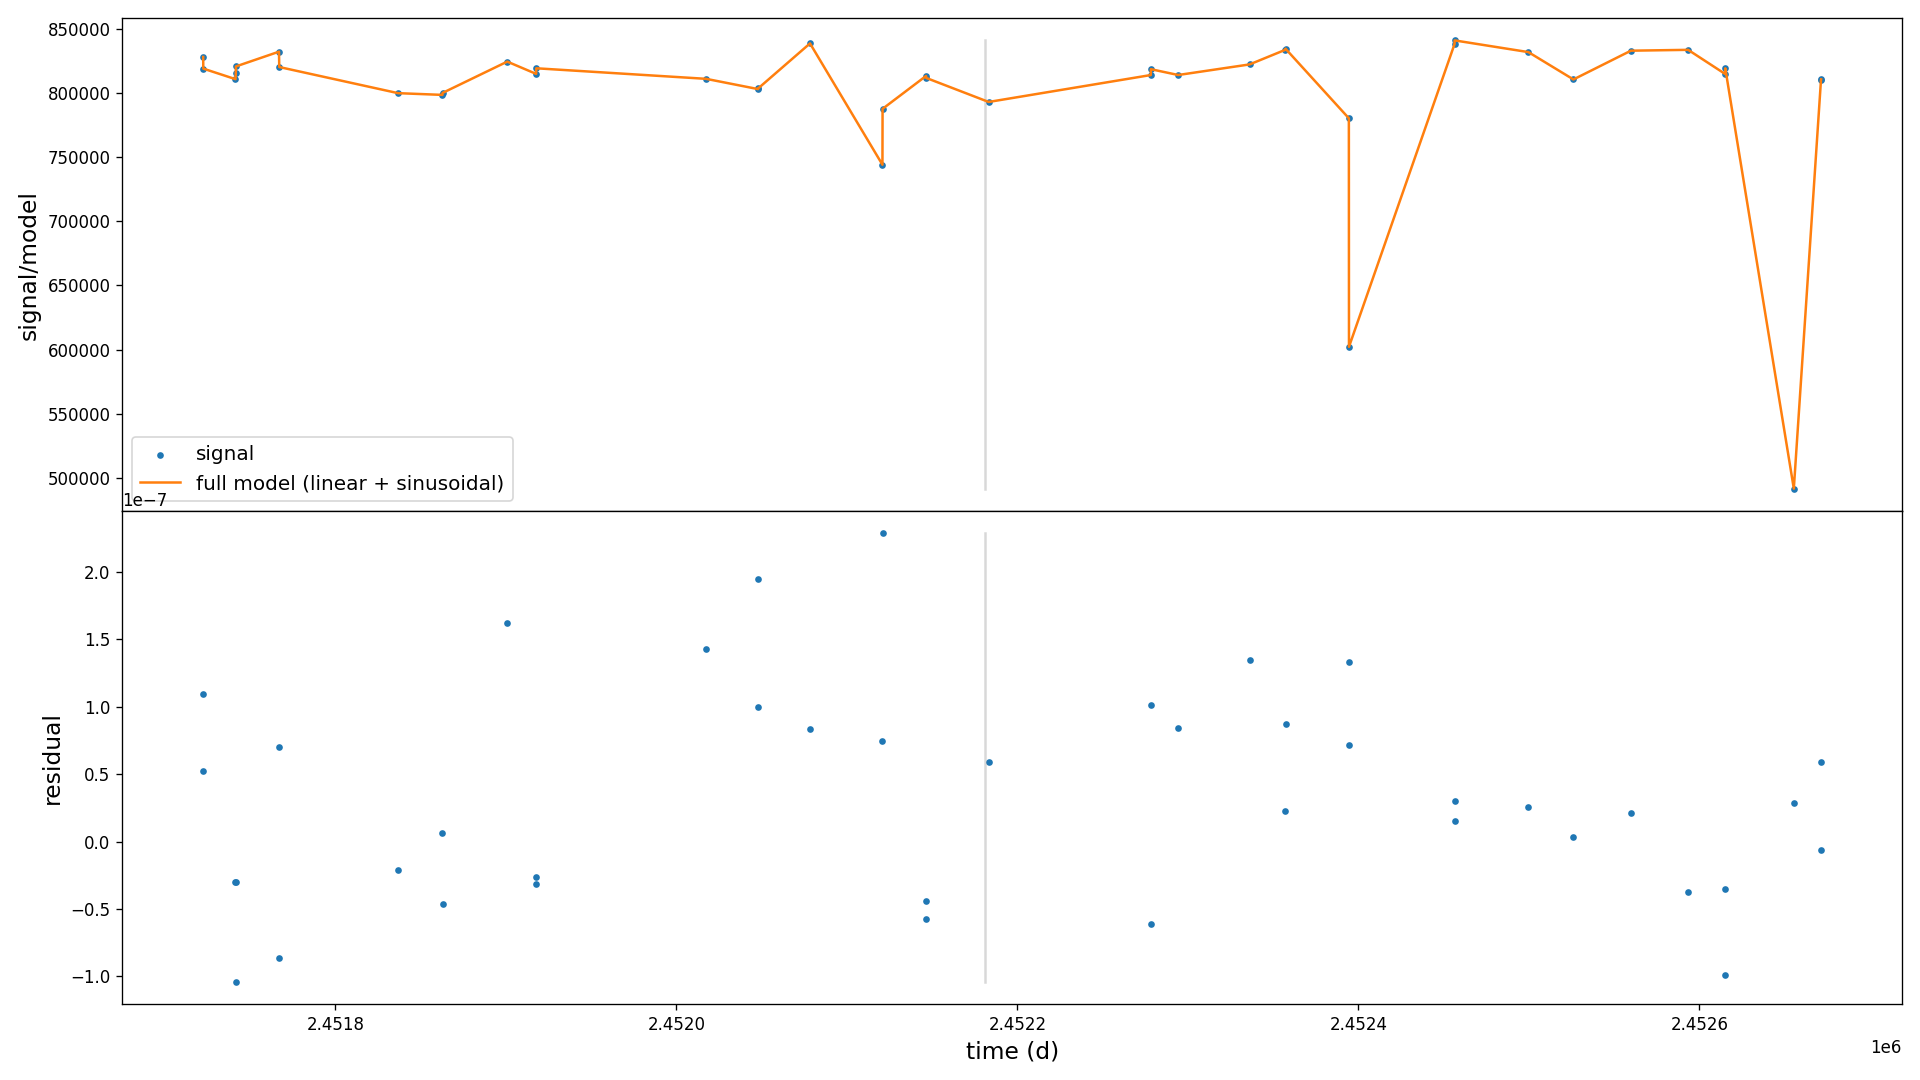 850000
800000
750000
700000
650000
600000
550000
500000
signal/model
signal
full model (linear + sinusoidal)
1e−7
2.0
1.5
1.0
0.5
0.0
−0.5
−1.0
residual
2.4518
2.4520
2.4522
2.4524
2.4526
time (d)
1e6